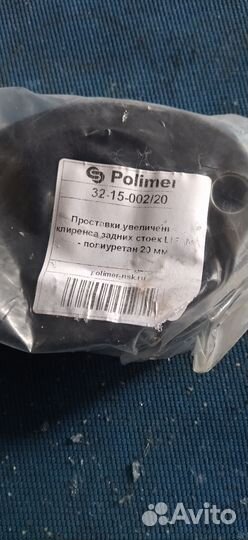 Polimer
32-15-002/20
Проставки увеличени
клиренса задних стоек
- полиуретан 20 мм
polimer-nsk.ru
Avito